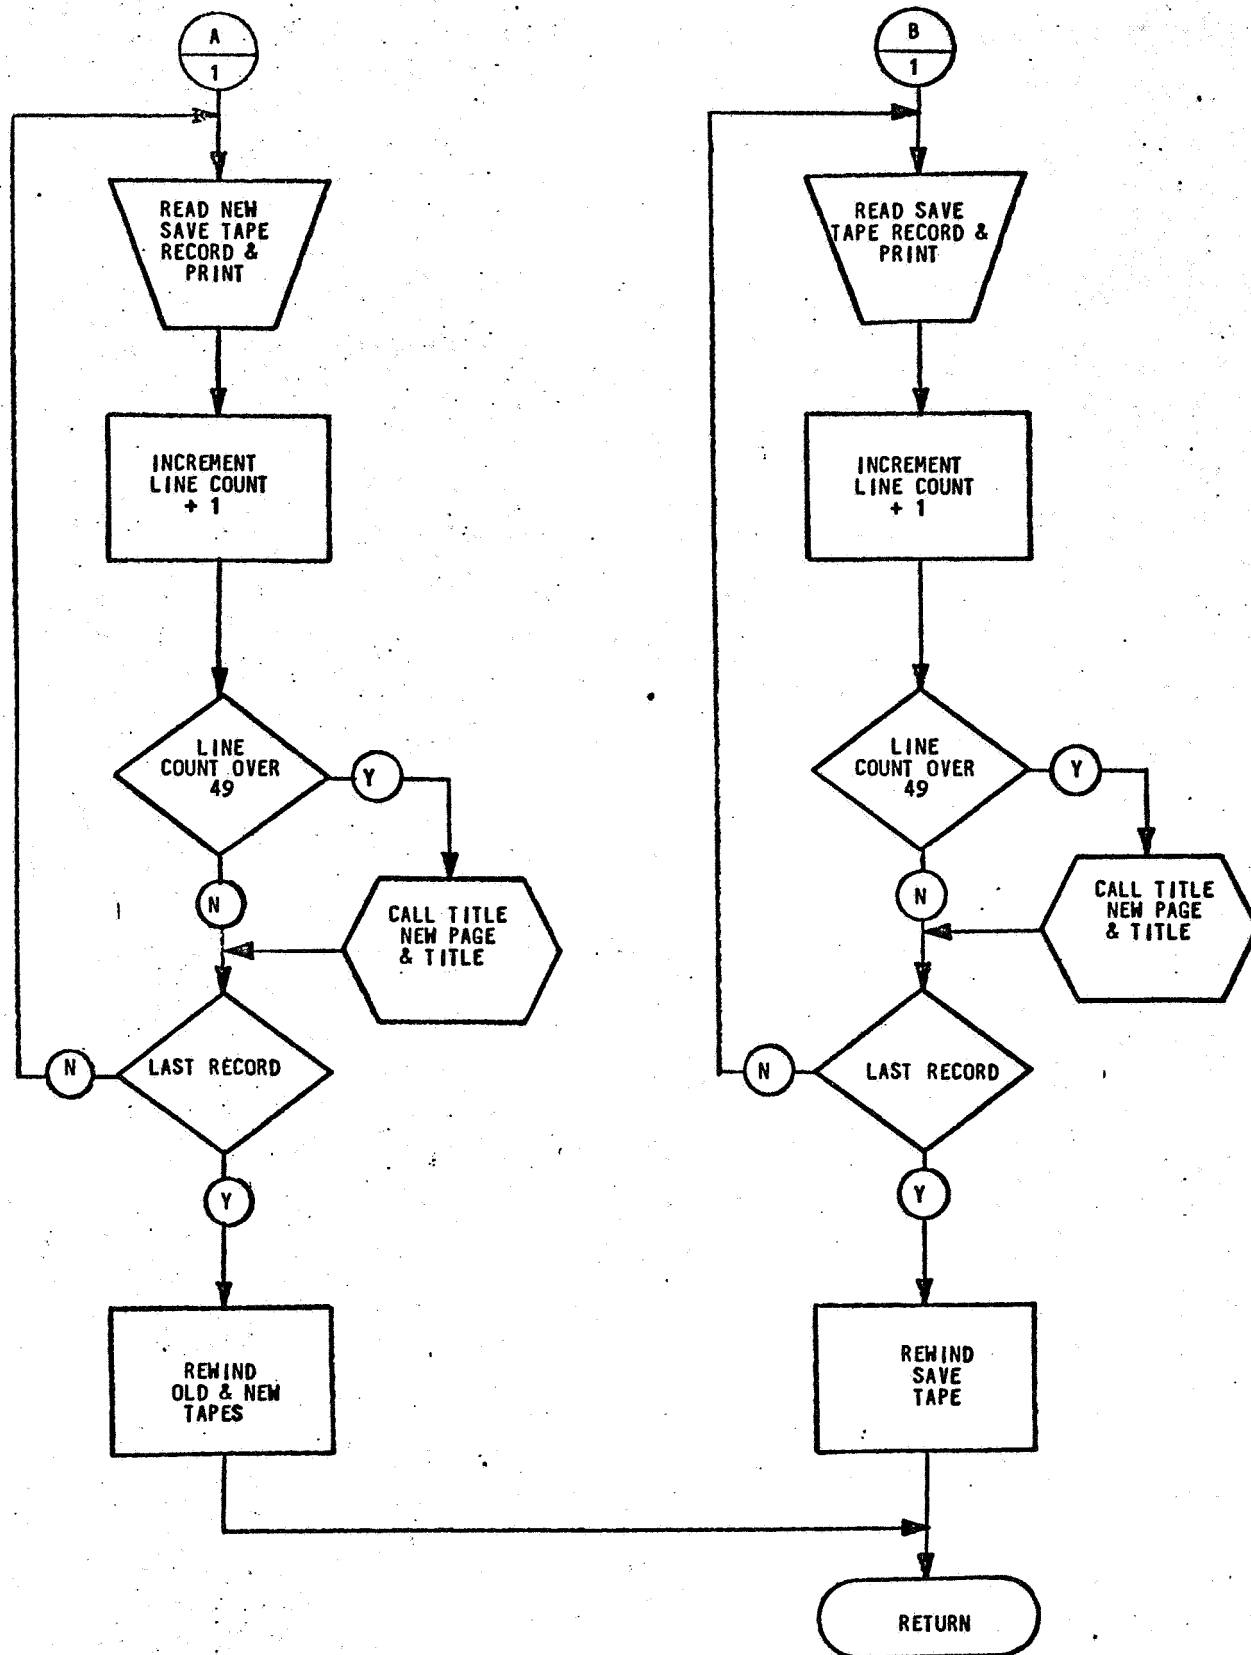 A
1
READ NEW
SAVE TAPE
RECORD &
PRINT
INCREMENT
LINE COUNT
+ 1
LINE
COUNT OVER
49
Y
N
CALL TITLE
NEW PAGE
& TITLE
LAST RECORD
N
Y
REWIND
OLD & NEW
TAPES
B
1
READ SAVE
TAPE RECORD &
PRINT
INCREMENT
LINE COUNT
+ 1
LINE
COUNT OVER
49
Y
N
CALL TITLE
NEW PAGE
& TITLE
LAST RECORD
N
Y
REWIND
SAVE
TAPE
RETURN